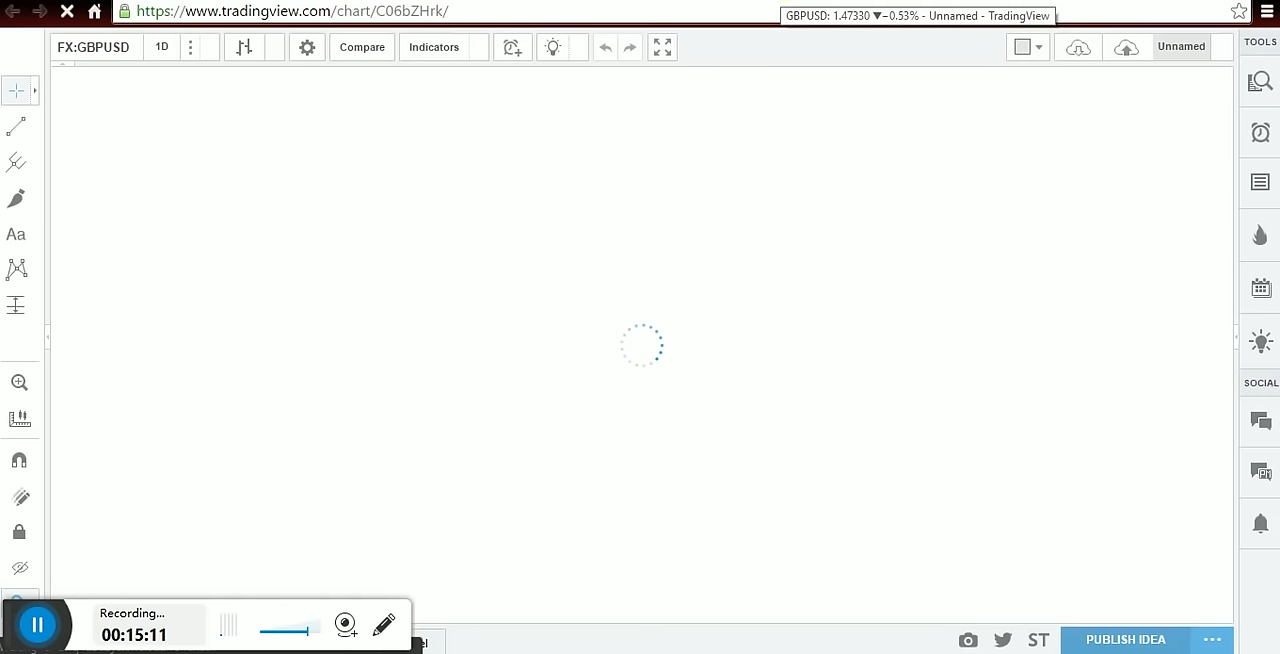 https://www.tradingview.com/chart/C06bZHrk/
GBPUSD: 1.47330 ▼−0.53% - Unnamed - TradingView
FX:GBPUSD 1D Compare Indicators Unnamed
TOOLS
Aa
SOCIAL
Recording...
00:15:11
ST PUBLISH IDEA